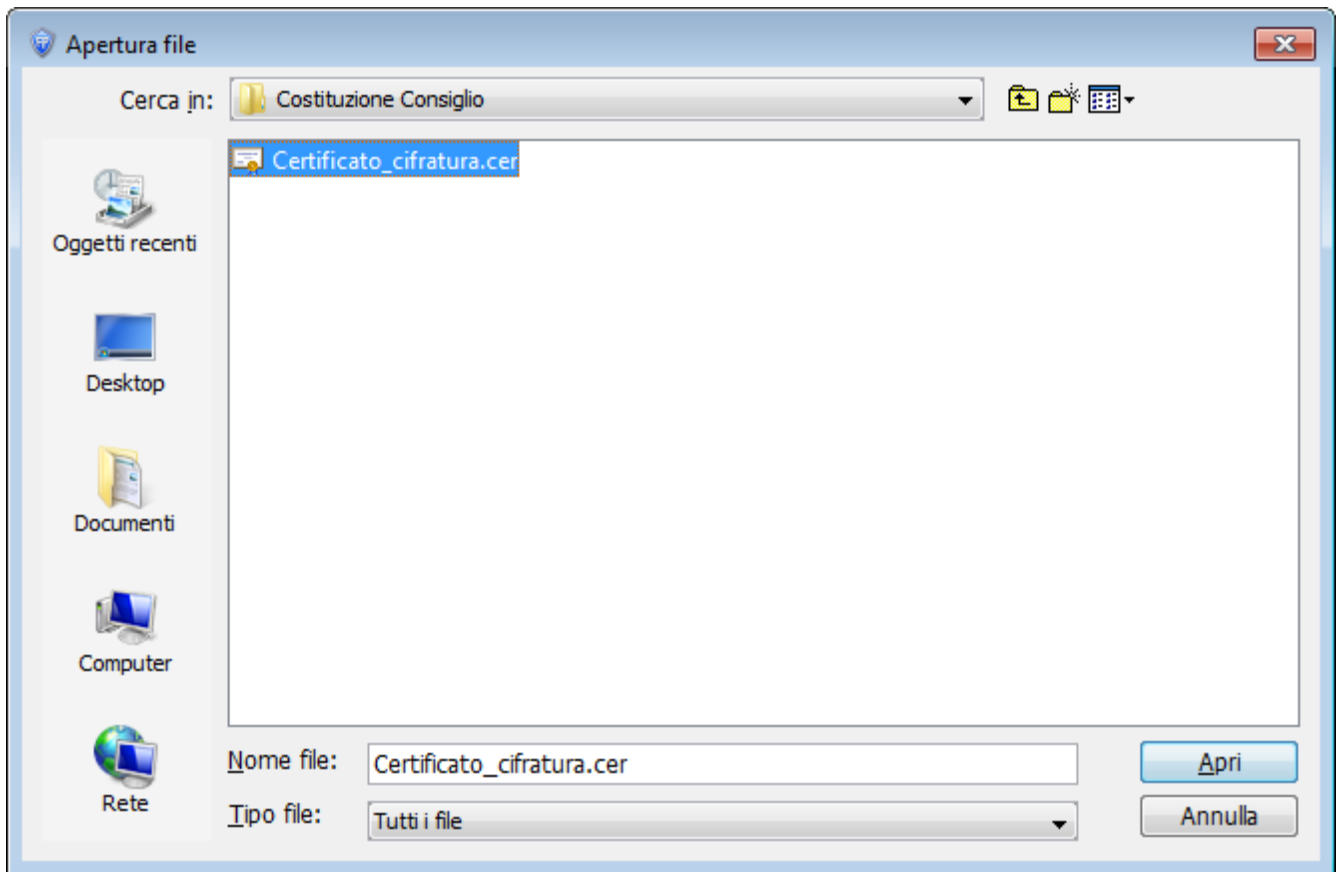 Apertura file
Cerca in: Costituzione Consiglio
Certificato_cifratura.cer
Oggetti recenti
Desktop
Documenti
Computer
Rete
Nome file: Certificato_cifratura.cer
Apri
Tipo file: Tutti i file
Annulla